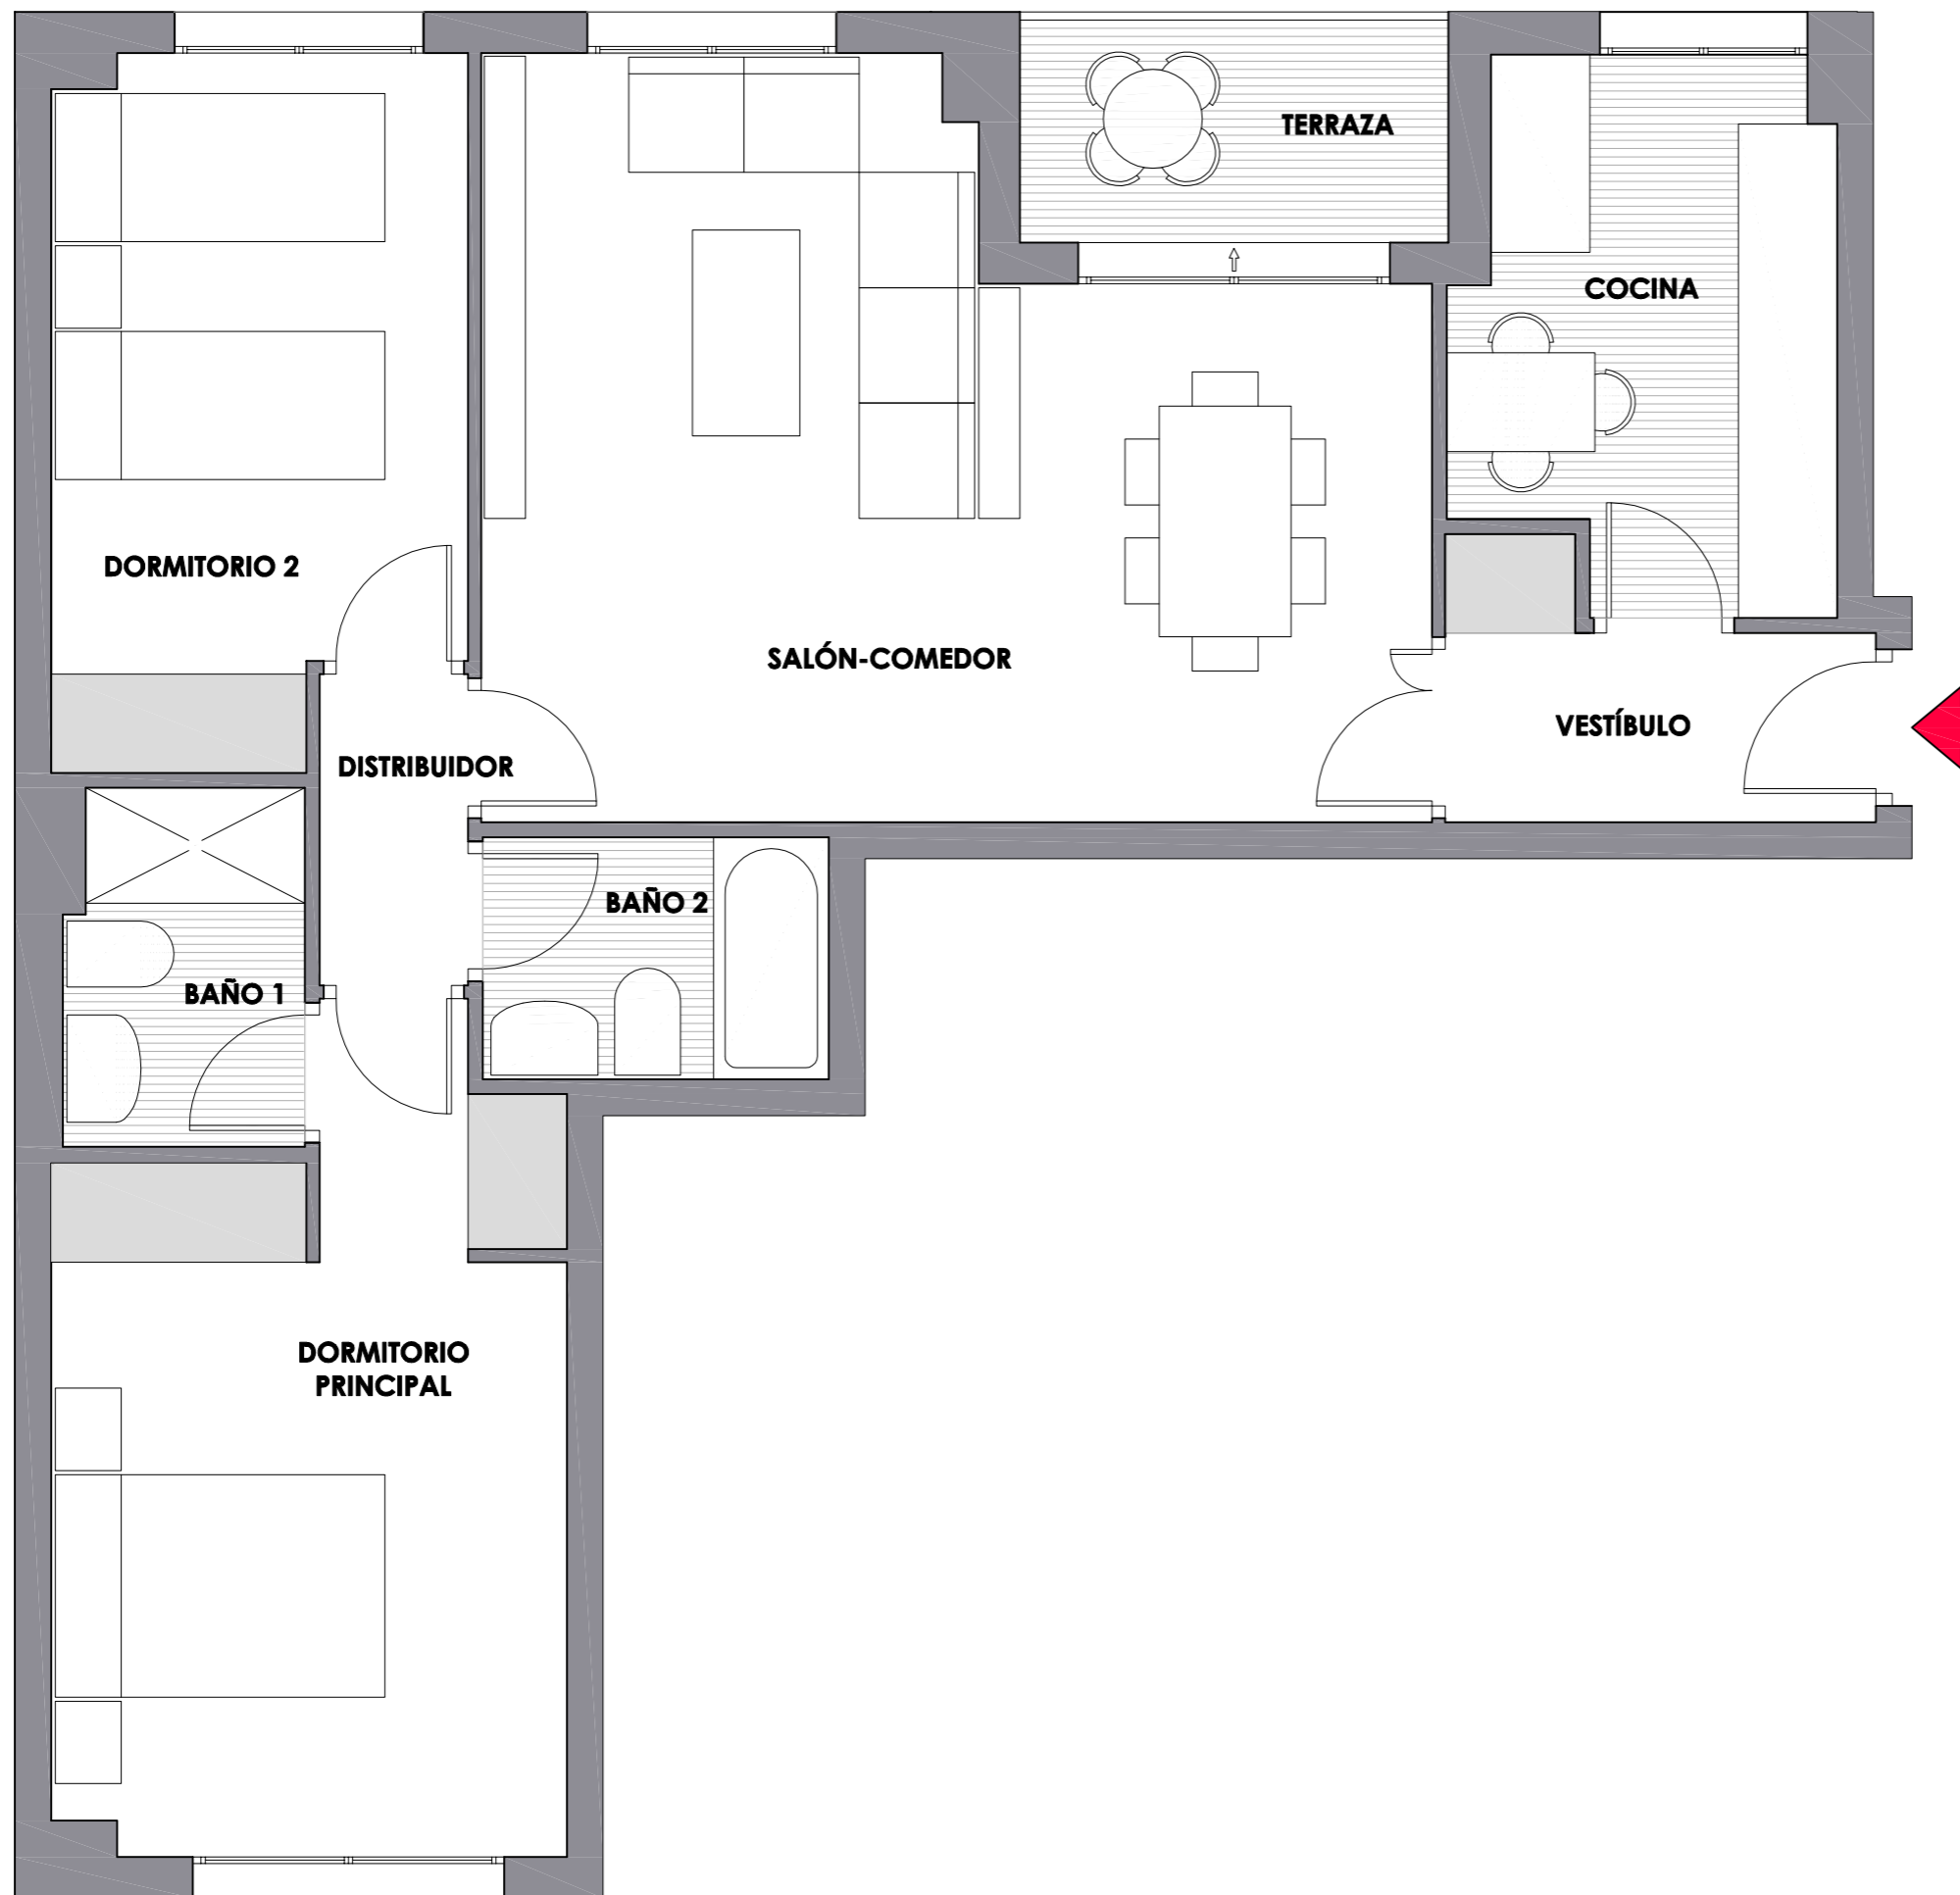 TERRAZA
COCINA
DORMITORIO 2
SALÓN-COMEDOR
VESTÍBULO
DISTRIBUIDOR
BAÑO 2
BAÑO 1
DORMITORIO
PRINCIPAL